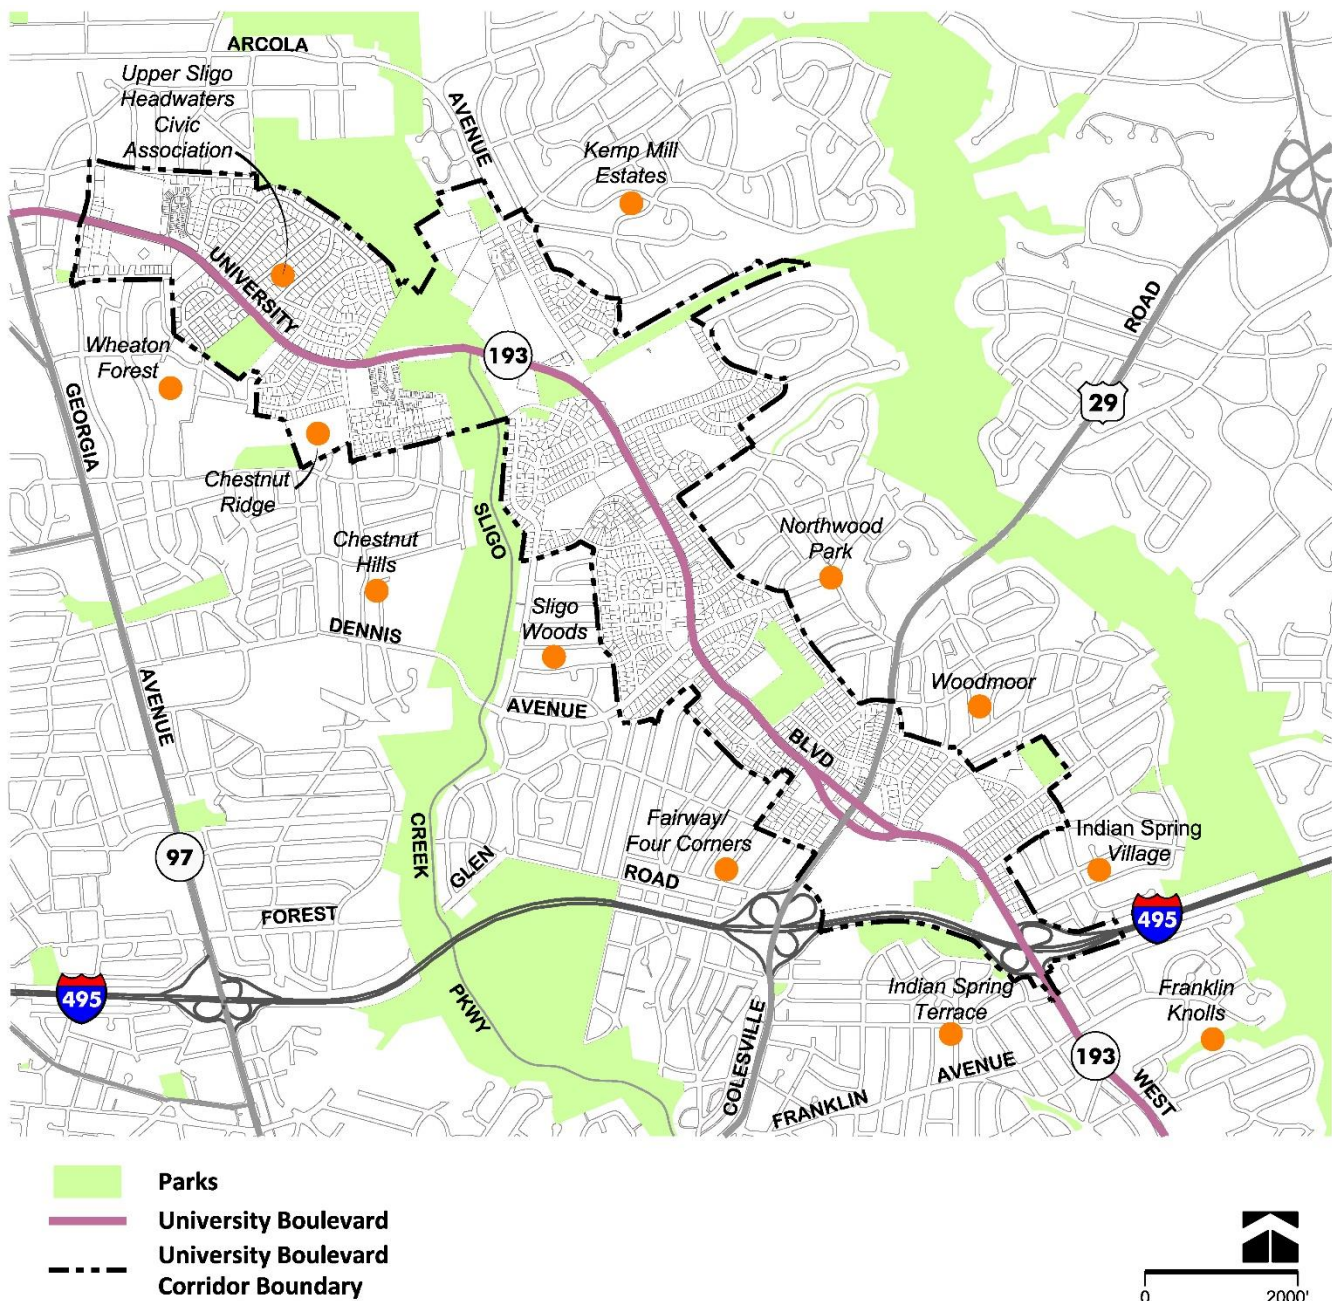 ARCOLA
AVENUE
Upper Sligo
Headwaters
Civic
Association
Kemp Mill
Estates
UNIVERSITY
193
ROAD
29
Wheaton
Forest
GEORGIA
Chestnut
Ridge
SLIGO
Northwood
Park
Chestnut
Hills
Sligo
Woods
DENNIS
AVENUE
AVENUE
Woodmoor
BLVD
Fairway/
Four Corners
Indian Spring
Village
97
CREEK
GLEN
ROAD
FOREST
495
495
PKWY
COLESVILLE
Indian Spring
Terrace
Franklin
Knolls
193
AVENUE
FRANKLIN
WEST
Parks
University Boulevard
University Boulevard
Corridor Boundary
0 2000'